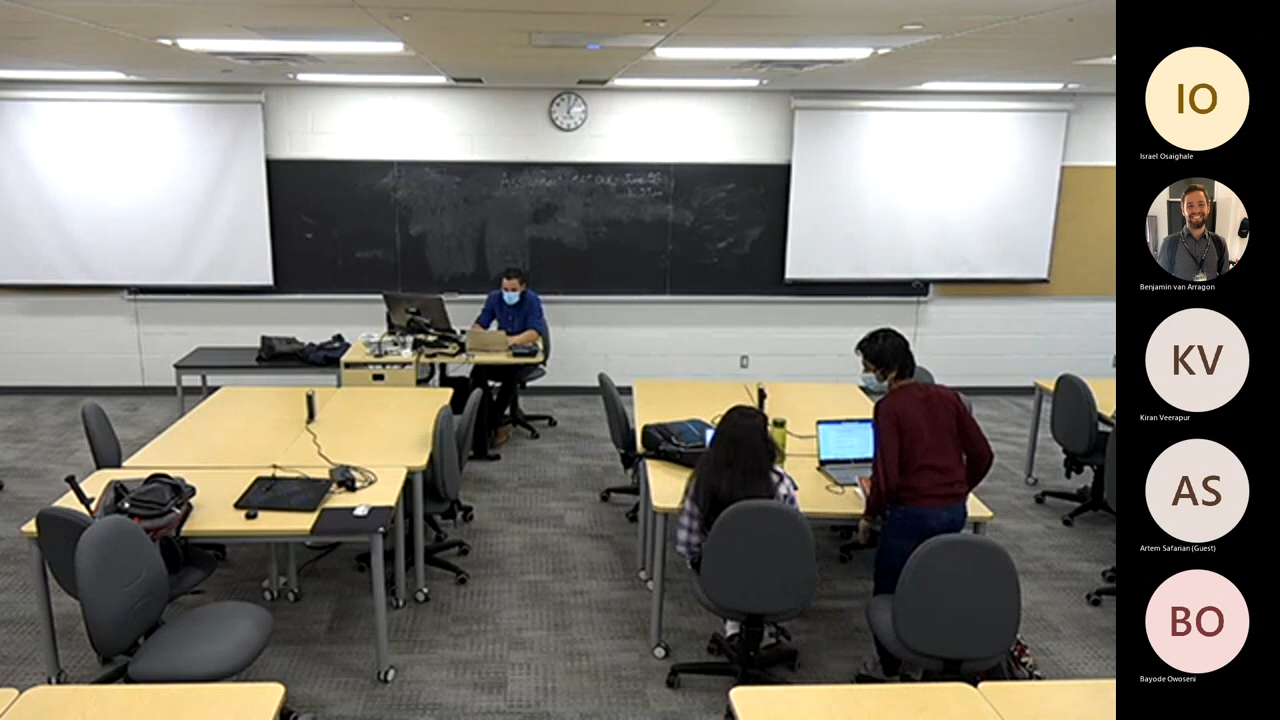 IO
Israel Osaighale
Benjamin van Arragon
KV
Kiran Veerapur
AS
Artem Safarian (Guest)
BO
Bayode Owoseni